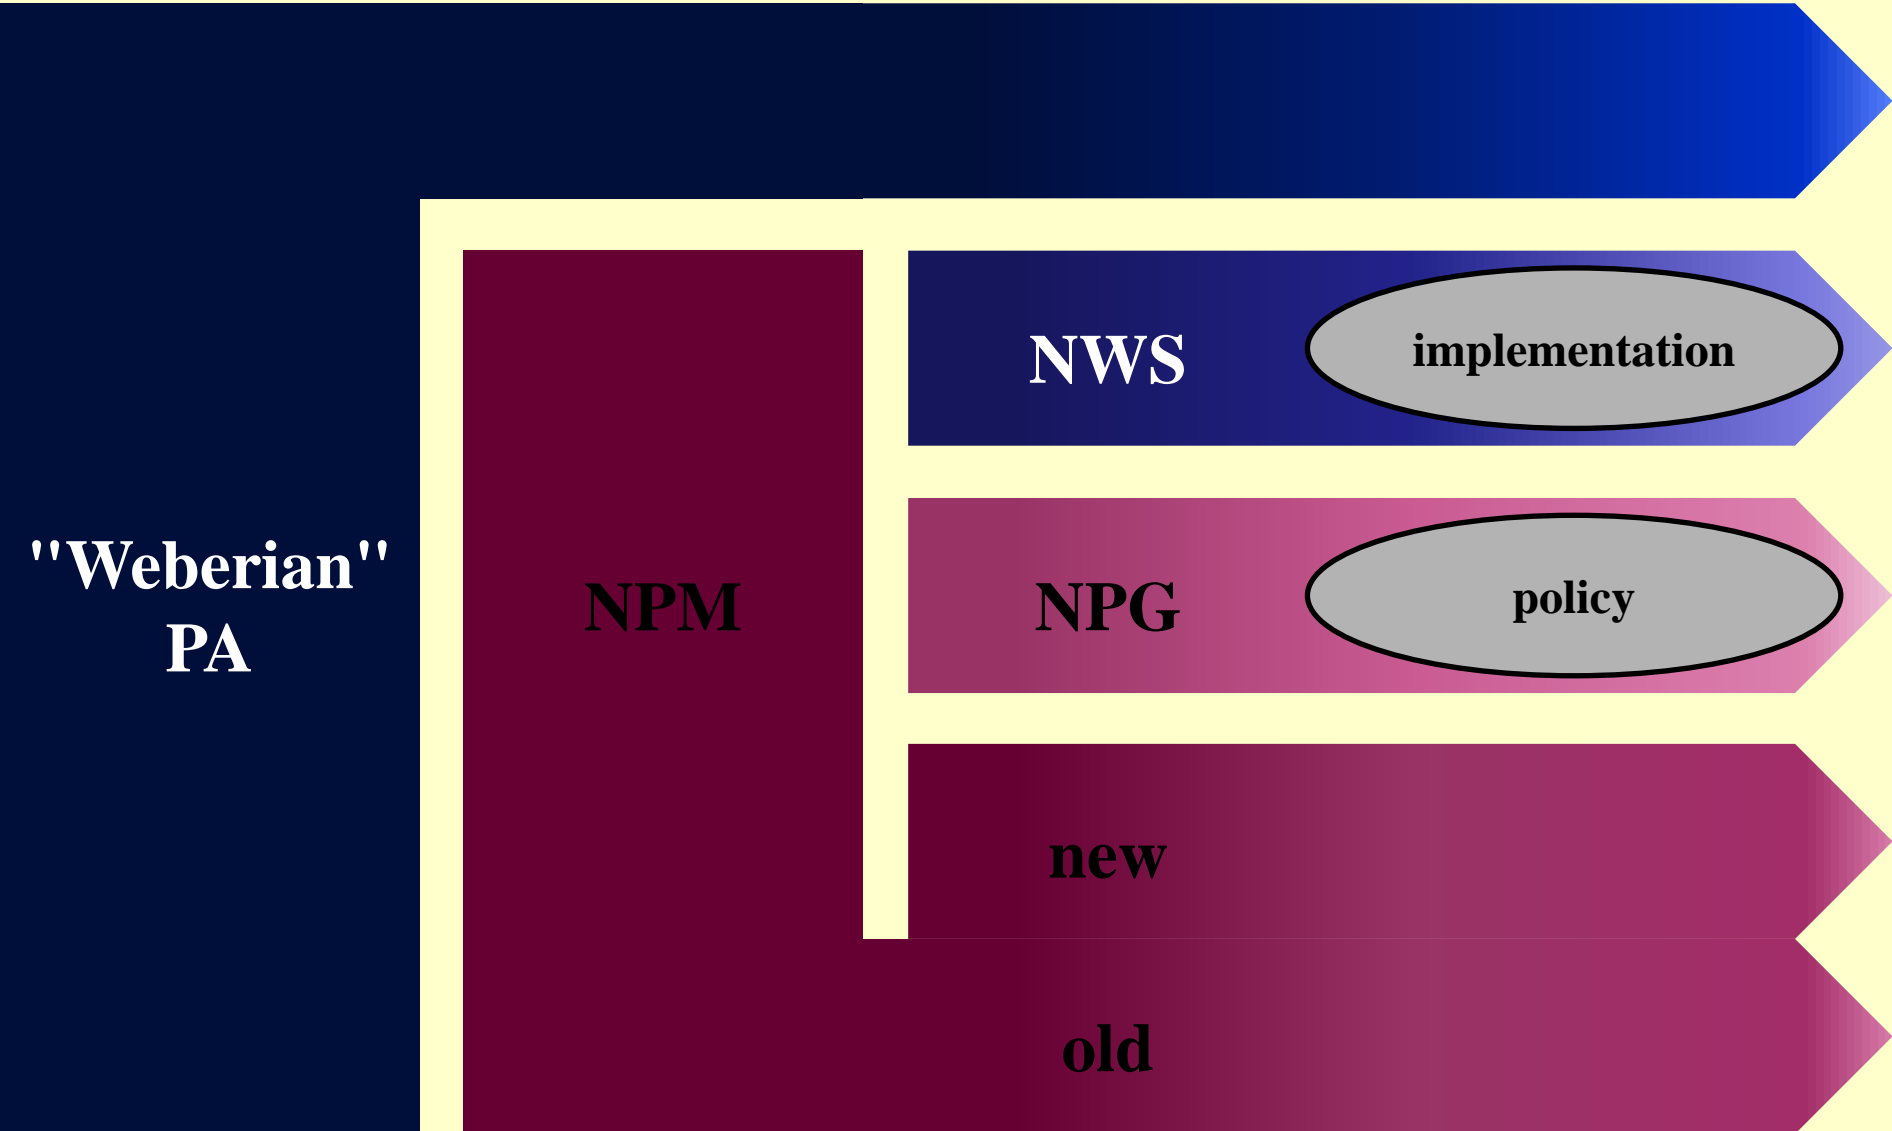 "Weberian"
PA
NPM
NWS
implementation
NPG
policy
new
old